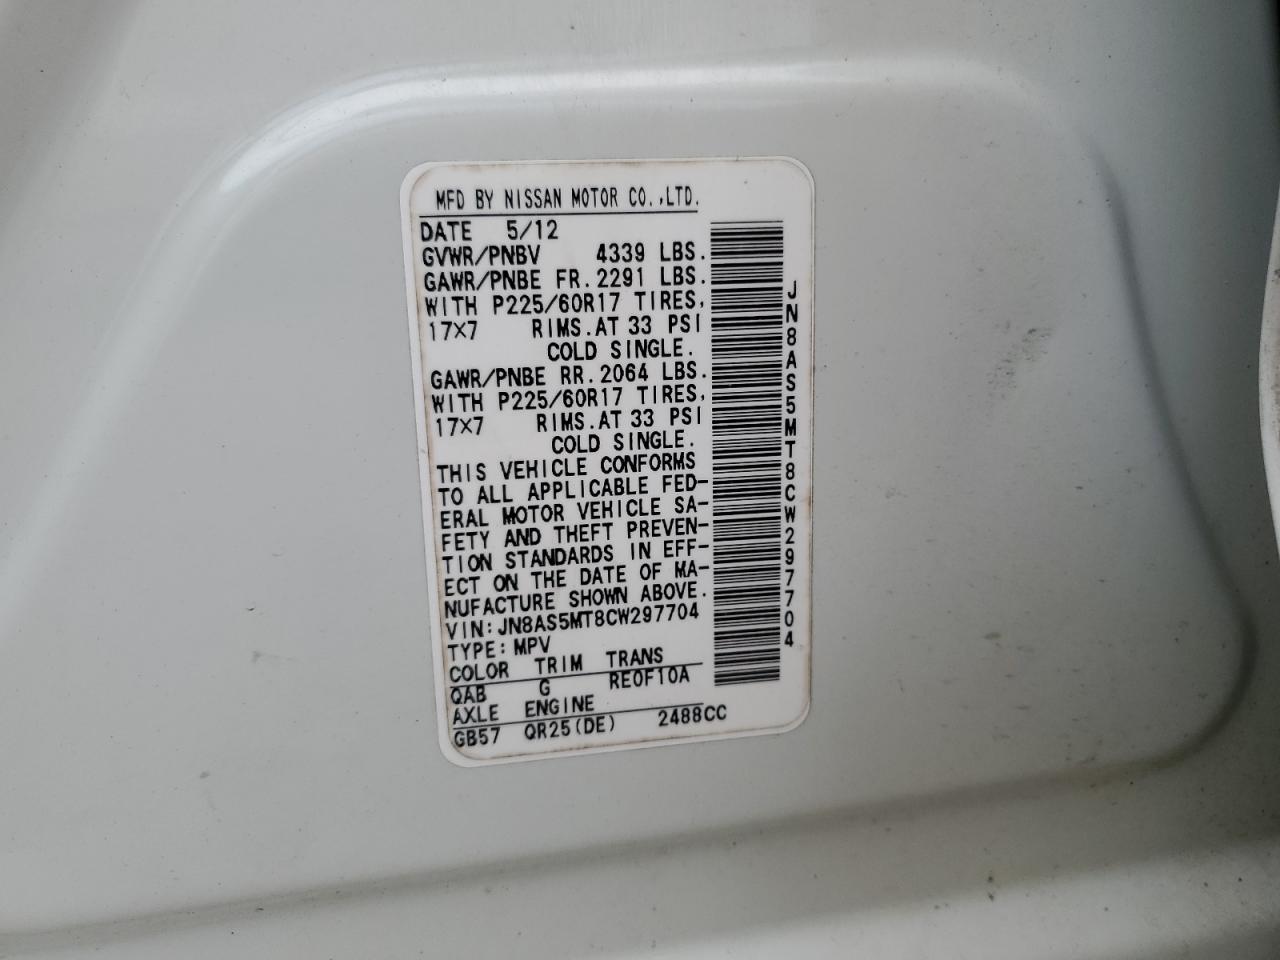 MFD BY NISSAN MOTOR CO.,LTD.
DATE 5/12
GVWR/PNBV 4339 LBS.
GAWR/PNBE FR.2291 LBS.
WITH P225/60R17 TIRES,
17×7 RIMS.AT 33 PSI
COLD SINGLE.
GAWR/PNBE RR.2064 LBS.
WITH P225/60R17 TIRES,
17×7 RIMS.AT 33 PSI
COLD SINGLE.
THIS VEHICLE CONFORMS
TO ALL APPLICABLE FED-
ERAL MOTOR VEHICLE SA-
FETY AND THEFT PREVEN-
TION STANDARDS IN EFF-
ECT ON THE DATE OF MA-
NUFACTURE SHOWN ABOVE.
VIN:JN8AS5MT8CW297704
TYPE:MPV
COLOR TRIM TRANS
QAB G RE0F10A
AXLE ENGINE
GB57 QR25(DE) 2488CC
JN8AS5MT8CW297704